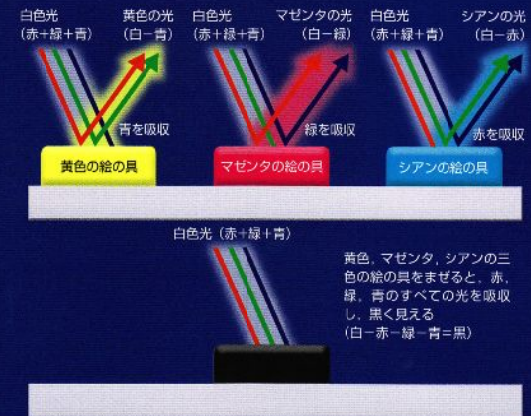 白色光
(赤+緑+青)
黄色の光
(白－青)
青を吸収
黄色の絵の具
白色光
(赤+緑+青)
マゼンタの光
(白－緑)
緑を吸収
マゼンタの絵の具
白色光
(赤+緑+青)
シアンの光
(白－赤)
赤を吸収
シアンの絵の具
白色光 (赤+緑+青)
黄色，マゼンタ，シアンの三
色の絵の具をまぜると，赤，
緑，青のすべての光を吸収
し，黒く見える
(白－赤－緑－青=黒)